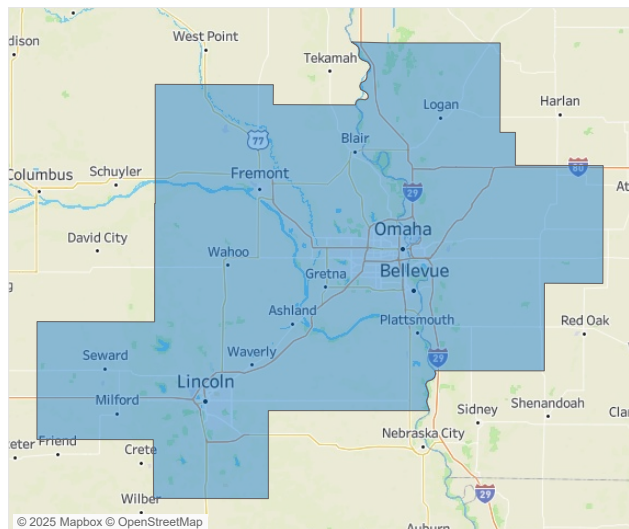 West Point
dison
Tekamah
Logan
Harlan
77
Blair
80
Schuyler
Columbus
Fremont
29
At
Omaha
David City
Wahoo
Gretna
Bellevue
g
Ashland
Plattsmouth
Red Oak
Seward
Waverly
29
Lincoln
Milford
Sidney
Shenandoah
Clar
eter
Friend
Crete
Nebraska City
Wilber
29
Auburn
© 2025 Mapbox © OpenStreetMap